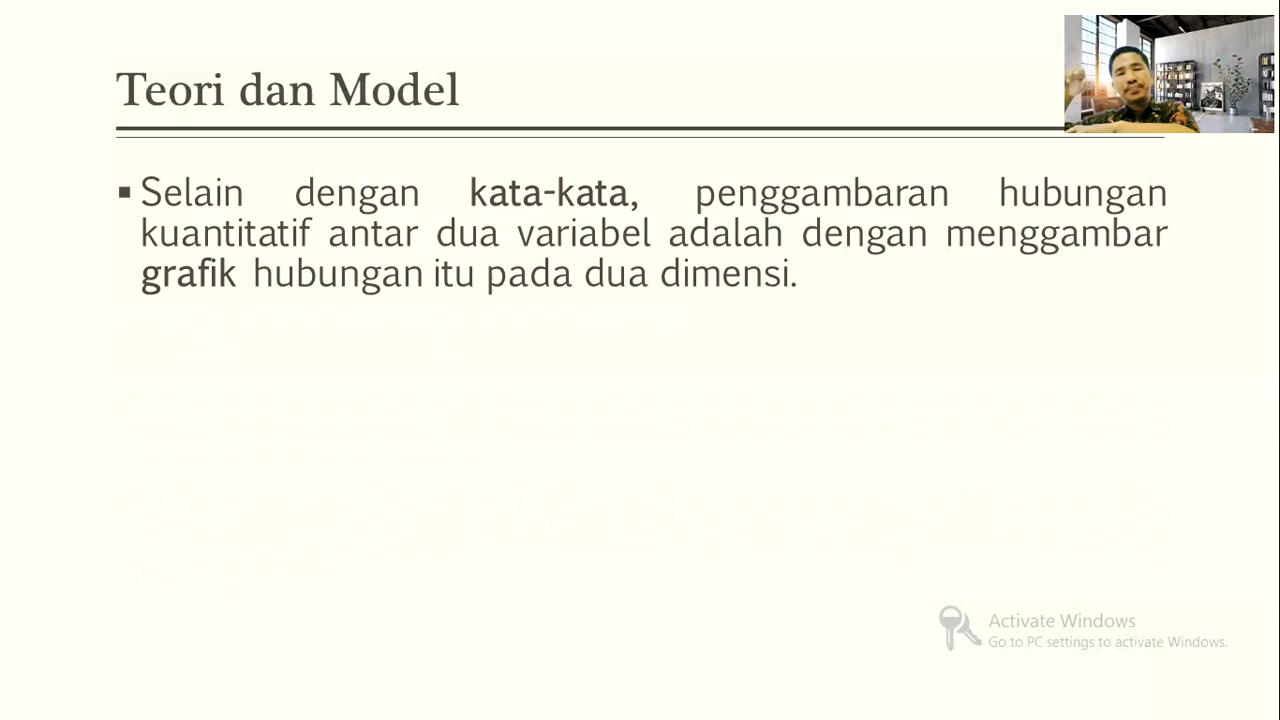 Teori dan Model
▪ Selain dengan kata-kata, penggambaran hubungan
kuantitatif antar dua variabel adalah dengan menggambar
grafik hubungan itu pada dua dimensi.
Activate Windows
Go to PC settings to activate Windows.